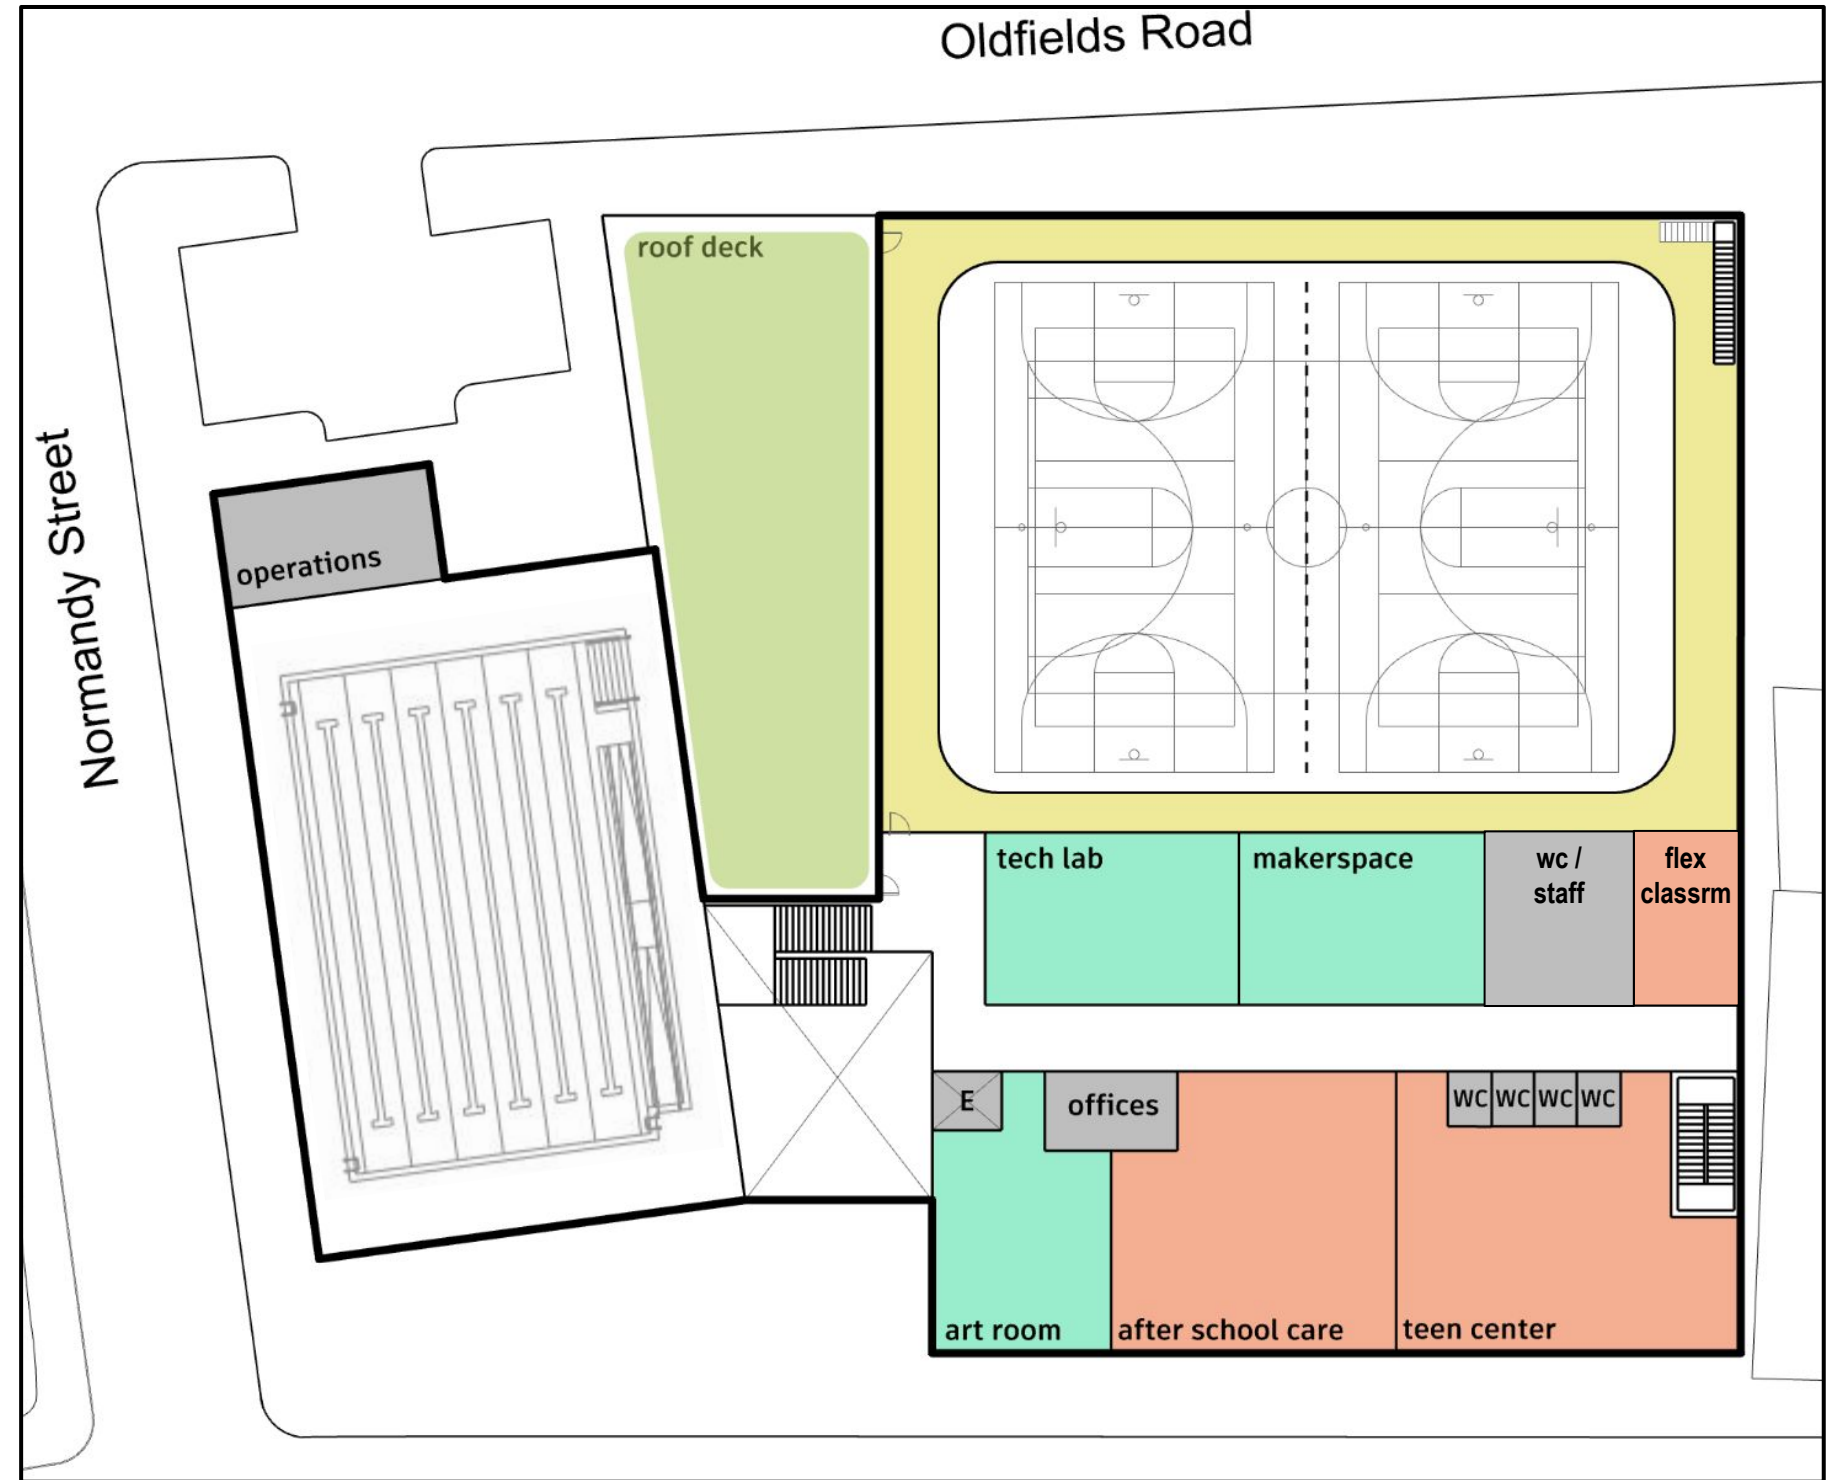 Oldfields Road
roof deck
Normandy Street
operations
tech lab
makerspace
wc /
staff
flex
classrm
E
offices
WC
WC
WC
WC
art room
after school care
teen center